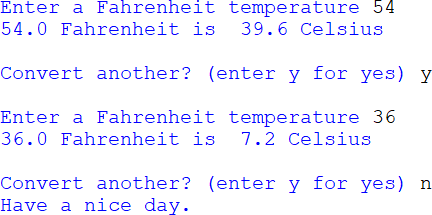 Enter a Fahrenheit temperature 54
54.0 Fahrenheit is  39.6 Celsius
Convert another? (enter y for yes) y
Enter a Fahrenheit temperature 36
36.0 Fahrenheit is  7.2 Celsius
Convert another? (enter y for yes) n
Have a nice day.